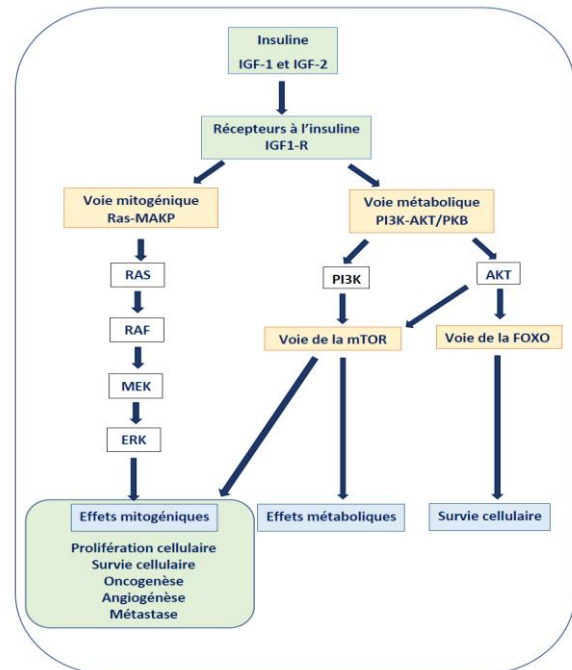 Insuline
IGF-1 et IGF-2
Récepteurs à l'insuline
IGF1-R
Voie mitogénique
Ras-MAKP
Voie métabolique
PI3K-AKT/PKB
RAS
PI3K
AKT
RAF
Voie de la mTOR
Voie de la FOXO
MEK
ERK
Effets mitogéniques
Effets métaboliques
Survie cellulaire
Prolifération cellulaire
Survie cellulaire
Oncogenèse
Angiogénèse
Métastase